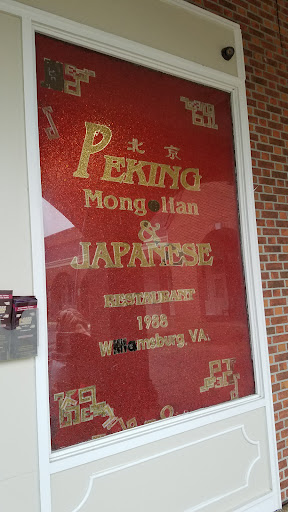 北京
PEKING
Mongolian
&
JAPANESE
RESTAURANT
1988
Williamsburg, VA.